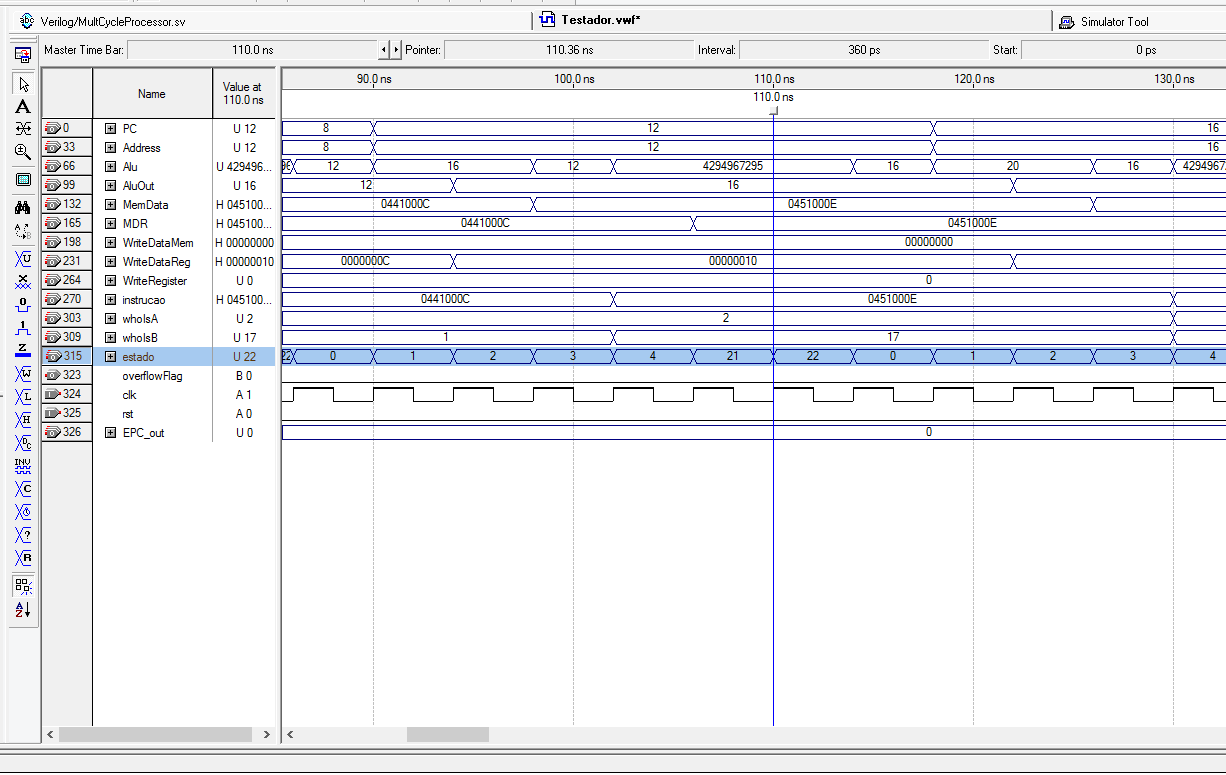 abc Verilog/MultCycleProcessor.sv Testador.vwf* Simulator Tool
Master Time Bar: 110.0 ns Pointer: 110.36 ns Interval: 360 ps Start: 0 ps
Name Value at 110.0 ns 90.0 ns 100.0 ns 110.0 ns 120.0 ns 130.0 ns
110.0 ns
0 PC U 12 8 12 16
33 Address U 12 8 12 16
66 Alu U 429496... 12 16 12 4294967295 16 20 16 4294967
99 AluOut U 16 12 16
132 MemData H 045100... 0441000C 0451000E
165 MDR H 045100... 0441000C 0451000E
198 WriteDataMem H 00000000 00000000
231 WriteDataReg H 00000010 0000000C 00000010
264 WriteRegister U 0 0
270 instrucao H 045100... 0441000C 0451000E
303 whoIsA U 2 2
309 whoIsB U 17 1 17
315 estado U 22 22 0 1 2 3 4 21 22 0 1 2 3 4
323 overflowFlag B 0
324 clk A 1
325 rst A 0
326 EPC_out U 0 0